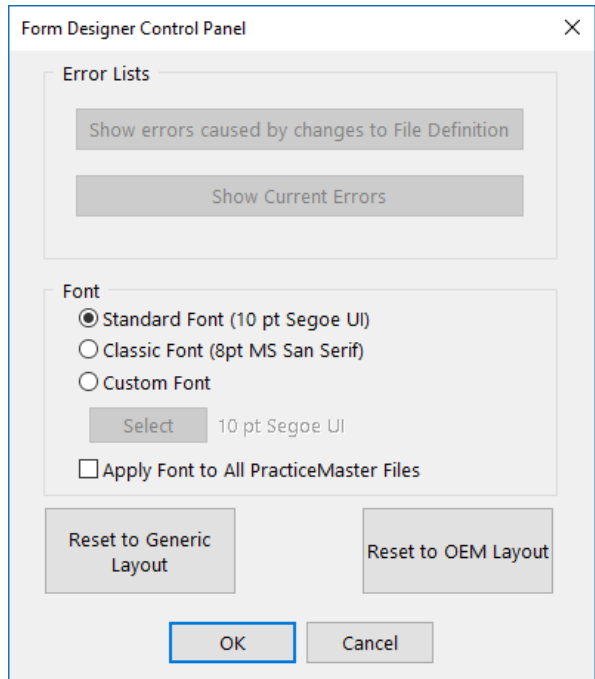 Form Designer Control Panel
Error Lists
Show errors caused by changes to File Definition
Show Current Errors
Font
Standard Font (10 pt Segoe UI)
Classic Font (8pt MS San Serif)
Custom Font
Select 10 pt Segoe UI
Apply Font to All PracticeMaster Files
Reset to Generic
Layout
Reset to OEM Layout
OK Cancel